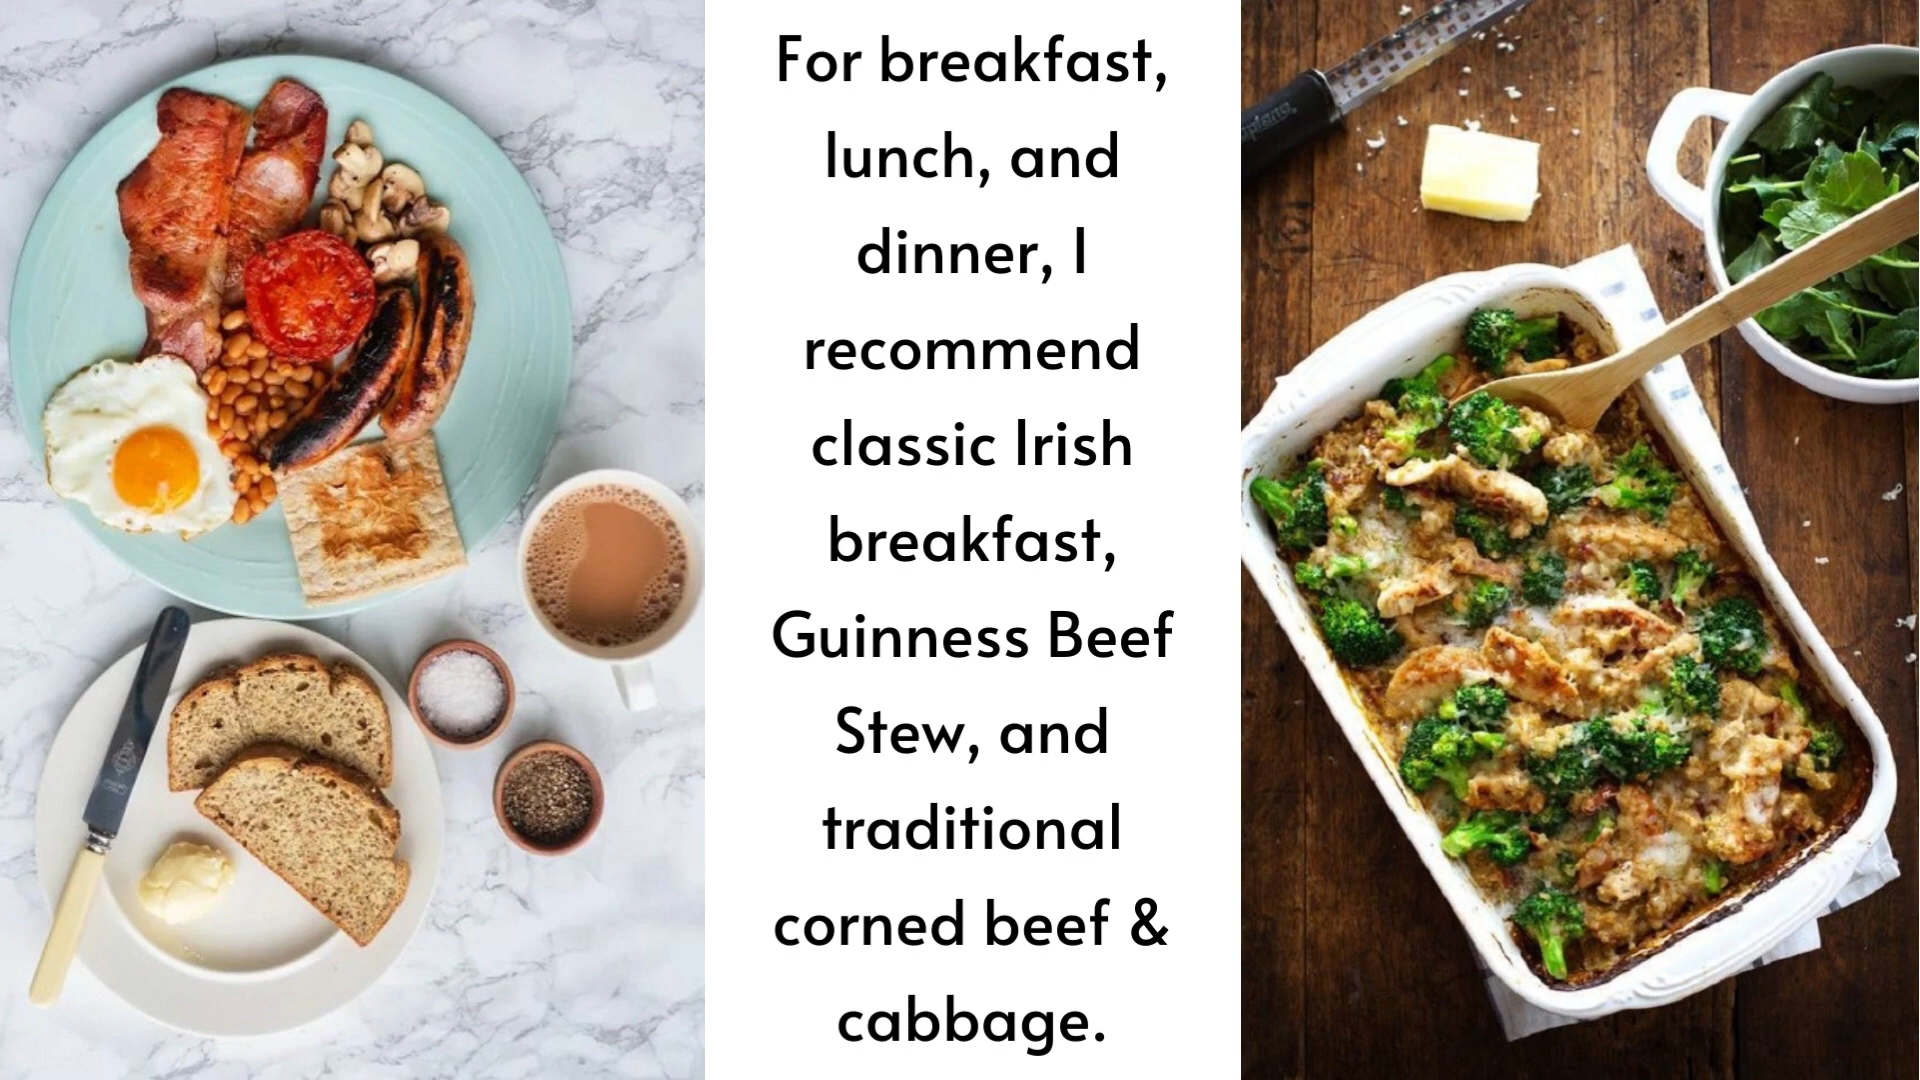 For breakfast,
lunch, and
dinner, I
recommend
classic Irish
breakfast,
Guinness Beef
Stew, and
traditional
corned beef &
cabbage.